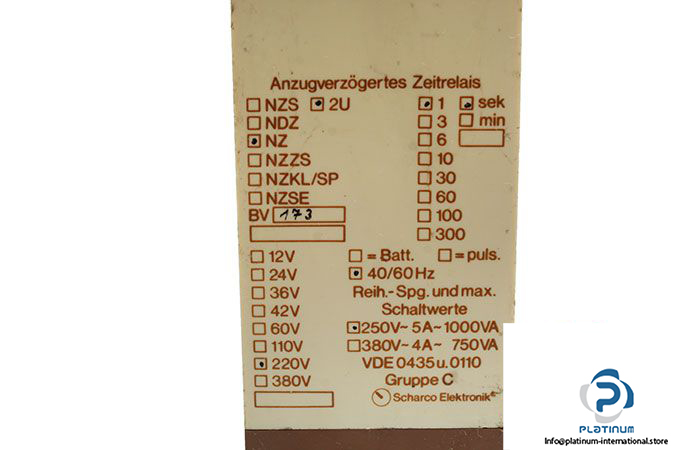 Anzugverzögertes Zeitrelais
NZS 2U
NDZ
NZ
NZZS
NZKL/SP
NZSE
BV 173
1 sek
3 min
6
10
30
60
100
300
12V
24V
36V
42V
60V
110V
220V
380V
= Batt. = puls.
40/60 Hz
Reih.-Spg. und max.
Schaltwerte
250V~ 5A~ 1000VA
380V~ 4A~ 750VA
VDE 0435 u. 0110
Gruppe C
Scharco Elektronik®
PLATINUM
Info@platinum-international.store